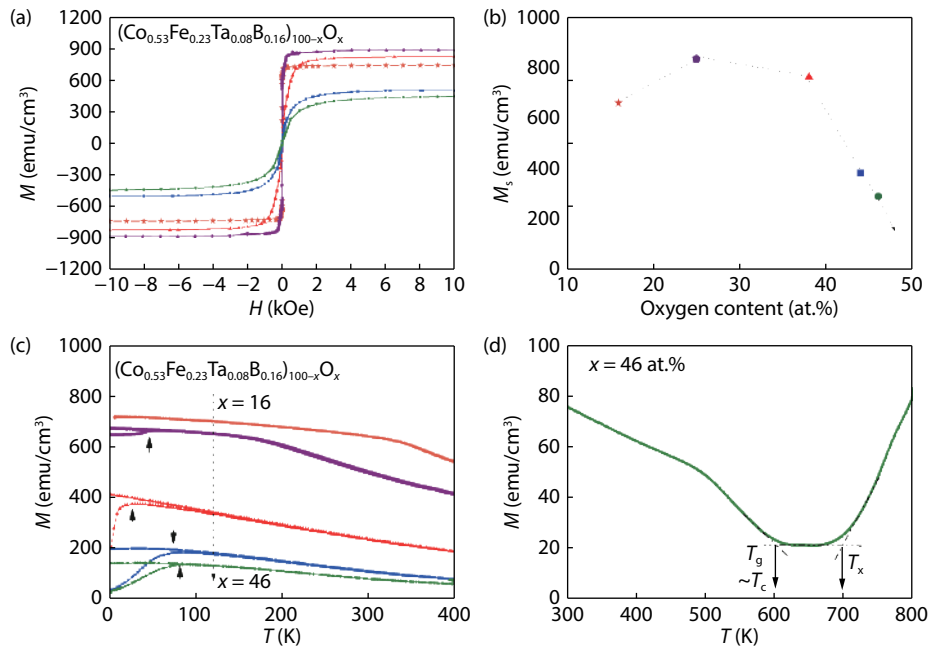 (a)
(Co0.53Fe0.23Ta0.08B0.16)100–xOx
1200
900
600
300
0
−300
−600
−900
−1200
M (emu/cm3)
−10 −8 −6 −4 −2 0 2 4 6 8 10
H (kOe)
(b)
1000
800
600
400
200
0
Ms (emu/cm3)
10 20 30 40 50
Oxygen content (at.%)
(c)
(Co0.53Fe0.23Ta0.08B0.16)100–xOx
x = 16
x = 46
1000
800
600
400
200
0
M (emu/cm3)
0 100 200 300 400
T (K)
(d)
x = 46 at.%
100
80
60
40
20
0
M (emu/cm3)
Tg
~Tc
Tx
300 400 500 600 700 800
T (K)